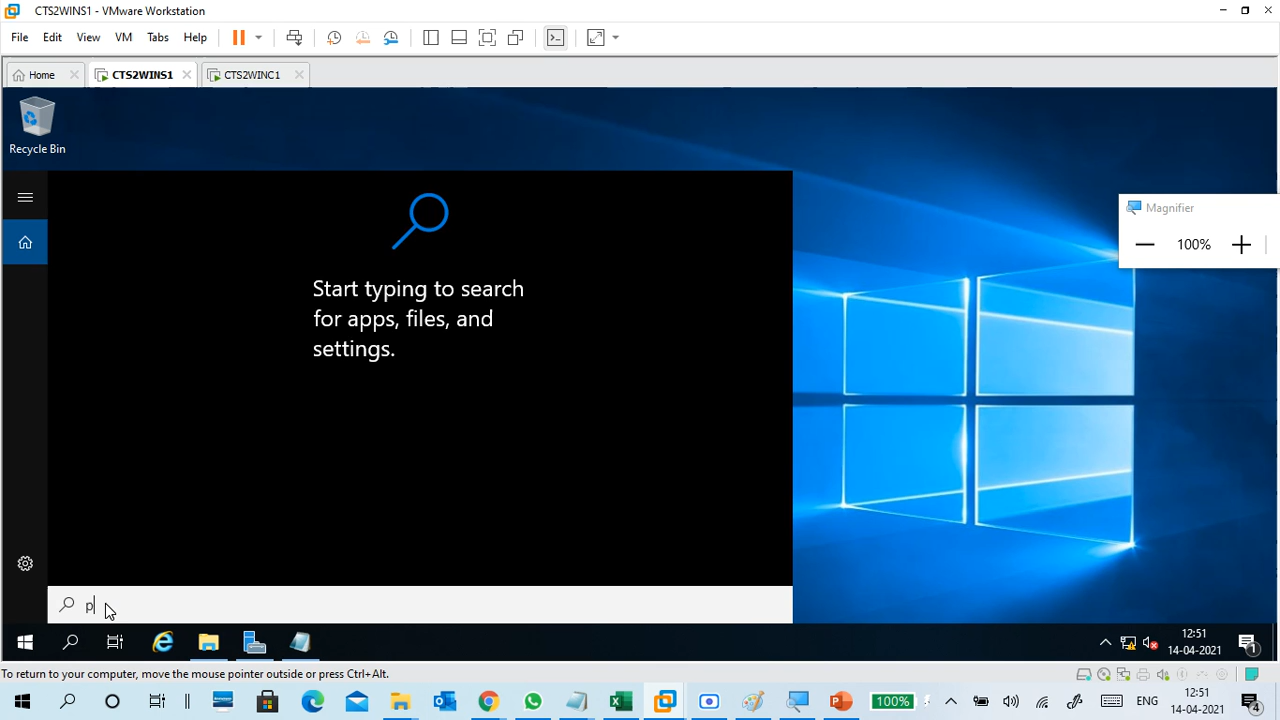 CTS2WINS1 - VMware Workstation
File Edit View VM Tabs Help
Home CTS2WINS1 CTS2WINC1
Recycle Bin
Magnifier
100%
Start typing to search
for apps, files, and
settings.
p
12:51
14-04-2021
1
To return to your computer, move the mouse pointer outside or press Ctrl+Alt.
100%
ENG
12:51
14-04-2021
4